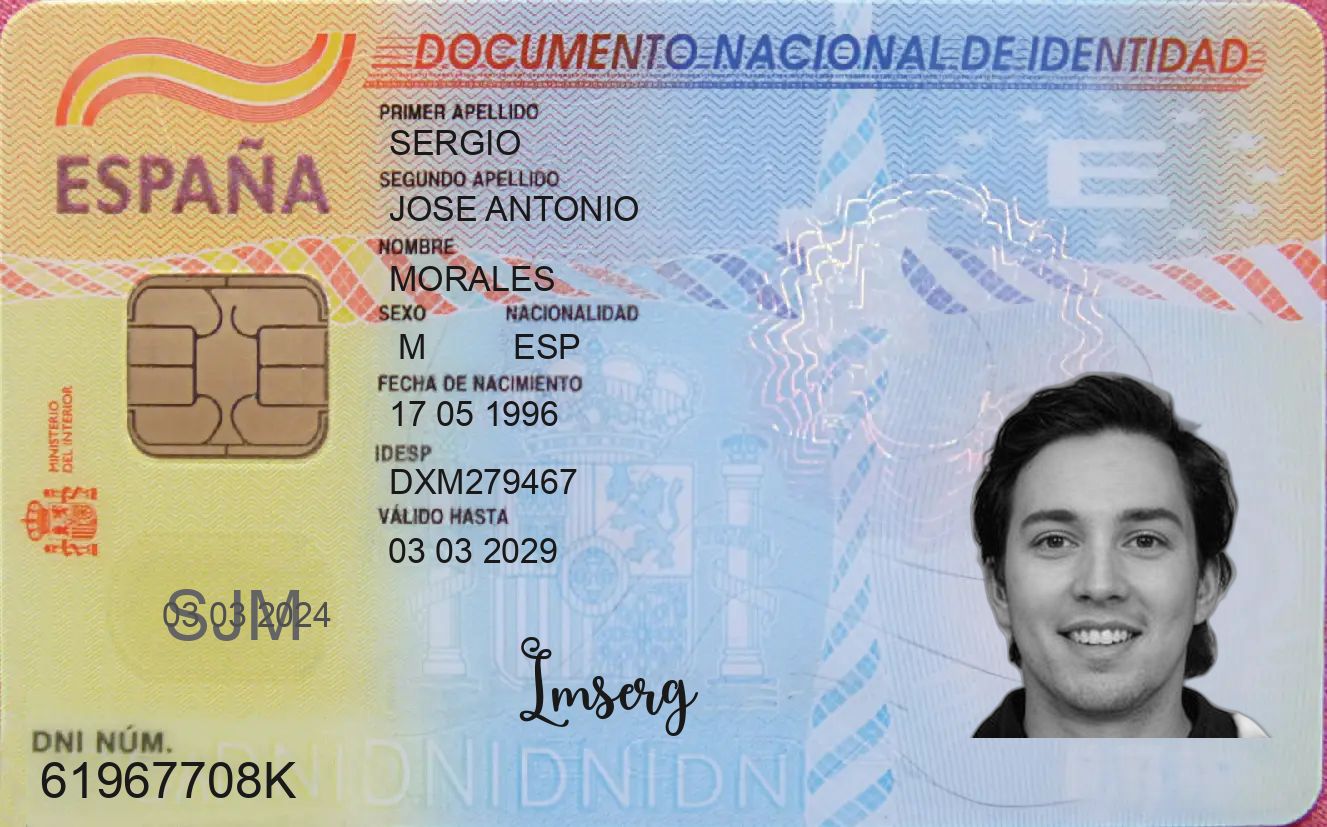 DOCUMENTO NACIONAL DE IDENTIDAD
ESPAÑA
PRIMER APELLIDO
SERGIO
SEGUNDO APELLIDO
JOSE ANTONIO
NOMBRE
MORALES
SEXO NACIONALIDAD
M ESP
FECHA DE NACIMIENTO
17 05 1996
IDESP
DXM279467
VÁLIDO HASTA
03 03 2029
MINISTERIO
DEL INTERIOR
E
SJM
03 03 2024
Lmserg
DNI NÚM.
61967708K
DNIDNIDNIDNI